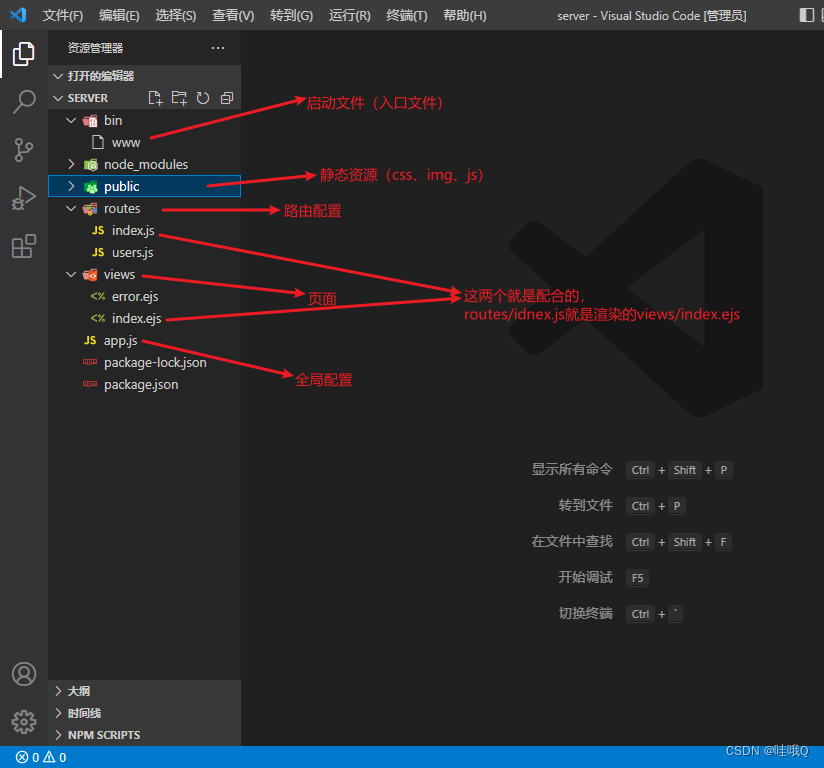 文件(F) 编辑(E) 选择(S) 查看(V) 转到(G) 运行(R) 终端(T) 帮助(H) server - Visual Studio Code [管理员]
资源管理器 ...
打开的编辑器
SERVER
启动文件（入口文件）
bin
www
node_modules
静态资源（css、img、js）
public
routes
路由配置
index.js
users.js
views
页面
这两个就是配合的，
error.ejs
routes/idnex.js就是渲染的views/index.ejs
index.ejs
JS app.js
package-lock.json
全局配置
package.json
显示所有命令 Ctrl + Shift + P
转到文件 Ctrl + P
在文件中查找 Ctrl + Shift + F
开始调试 F5
切换终端 Ctrl + `
大纲
时间线
NPM SCRIPTS
0 0
CSDN @哇哦Q